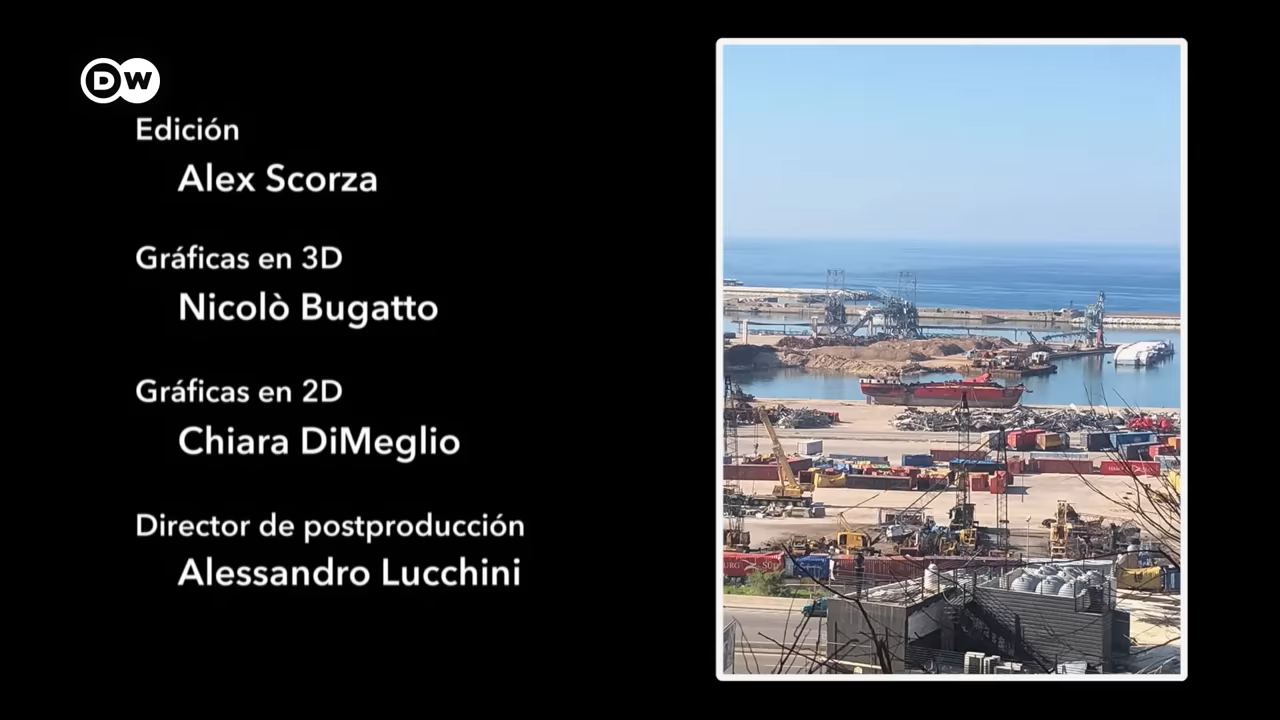 DW
Edición
Alex Scorza
Gráficas en 3D
Nicolò Bugatto
Gráficas en 2D
Chiara DiMeglio
Director de postproducción
Alessandro Lucchini